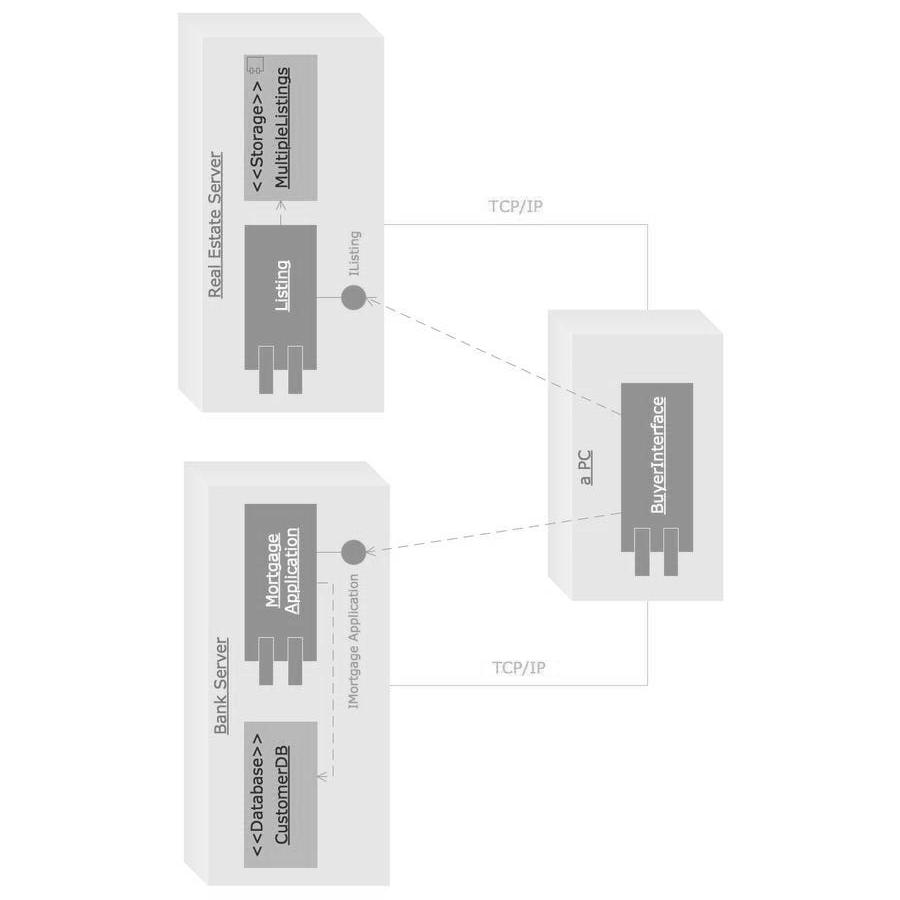 Bank Server
<<Database>>
CustomerDB
Mortgage
Application
IMortgage Application
Real Estate Server
Listing
<<Storage>>
MultipleListings
IListing
TCP/IP
TCP/IP
a PC
BuyerInterface